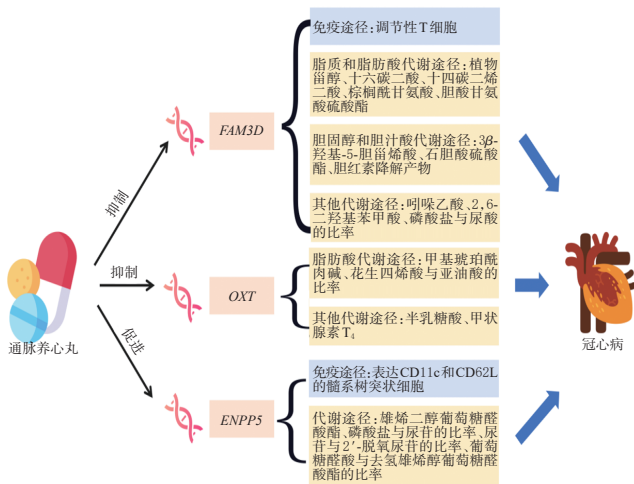 通脉养心丸
抑制
抑制
促进
FAM3D
OXT
ENPP5
免疫途径:调节性T细胞
脂质和脂肪酸代谢途径:植物
甾醇、十六碳二酸、十四碳二烯
二酸、棕榈酰甘氨酸、胆酸甘氨
酸硫酸酯
胆固醇和胆汁酸代谢途径:3β-
羟基-5-胆甾烯酸、石胆酸硫酸
酯、胆红素降解产物
其他代谢途径:吲哚乙酸、2,6-
二羟基苯甲酸、磷酸盐与尿酸
的比率
脂肪酸代谢途径:甲基琥珀酰
肉碱、花生四烯酸与亚油酸的
比率
其他代谢途径:半乳糖酸、甲状
腺素T₄
免疫途径:表达CD11c和CD62L
的髓系树突状细胞
代谢途径:雄烯二醇葡萄糖醛
酸酯、磷酸盐与尿苷的比率、尿
苷与2′-脱氧尿苷的比率、葡萄
糖醛酸与去氢雄烯醇葡萄糖醛
酸酯的比率
冠心病